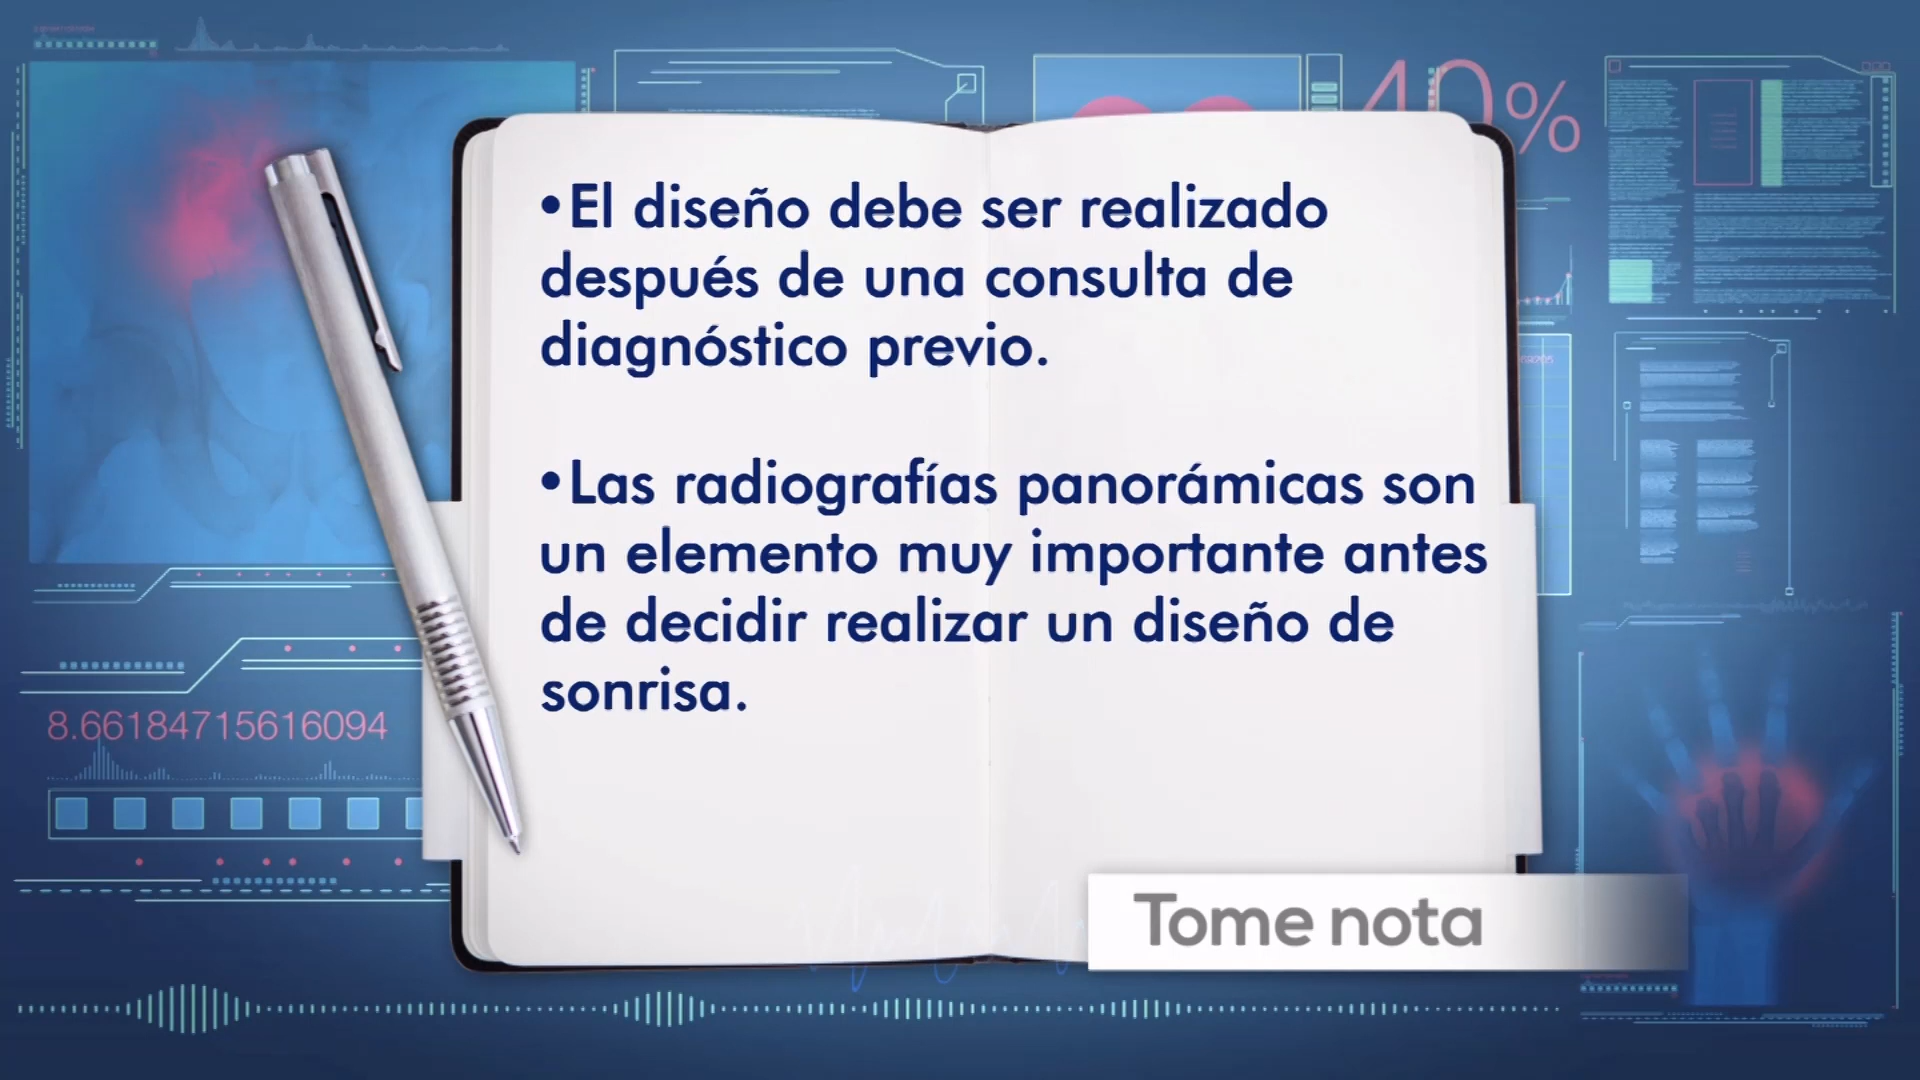 40%
•El diseño debe ser realizado
después de una consulta de
diagnóstico previo.
•Las radiografías panorámicas son
un elemento muy importante antes
de decidir realizar un diseño de
sonrisa.
8.66184715616094
Tome nota